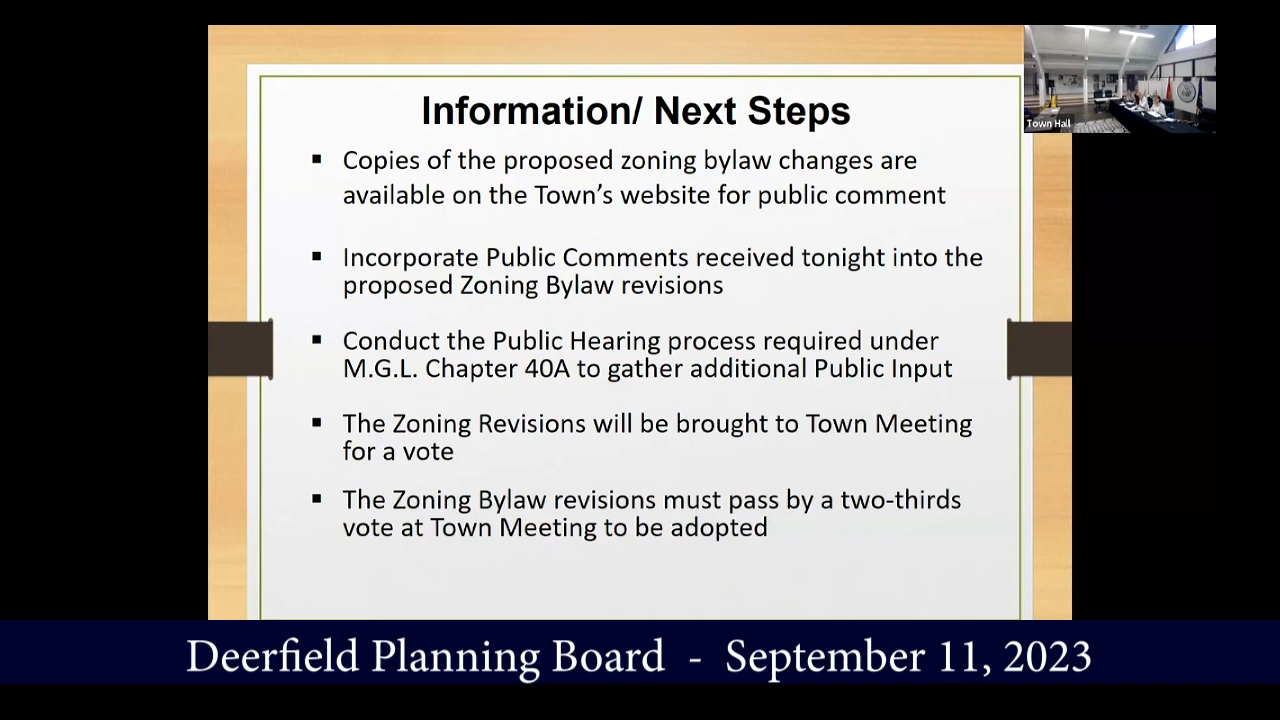 Information/ Next Steps
Town Hall
▪ Copies of the proposed zoning bylaw changes are
available on the Town’s website for public comment
▪ Incorporate Public Comments received tonight into the
proposed Zoning Bylaw revisions
▪ Conduct the Public Hearing process required under
M.G.L. Chapter 40A to gather additional Public Input
▪ The Zoning Revisions will be brought to Town Meeting
for a vote
▪ The Zoning Bylaw revisions must pass by a two-thirds
vote at Town Meeting to be adopted
Deerfield Planning Board - September 11, 2023